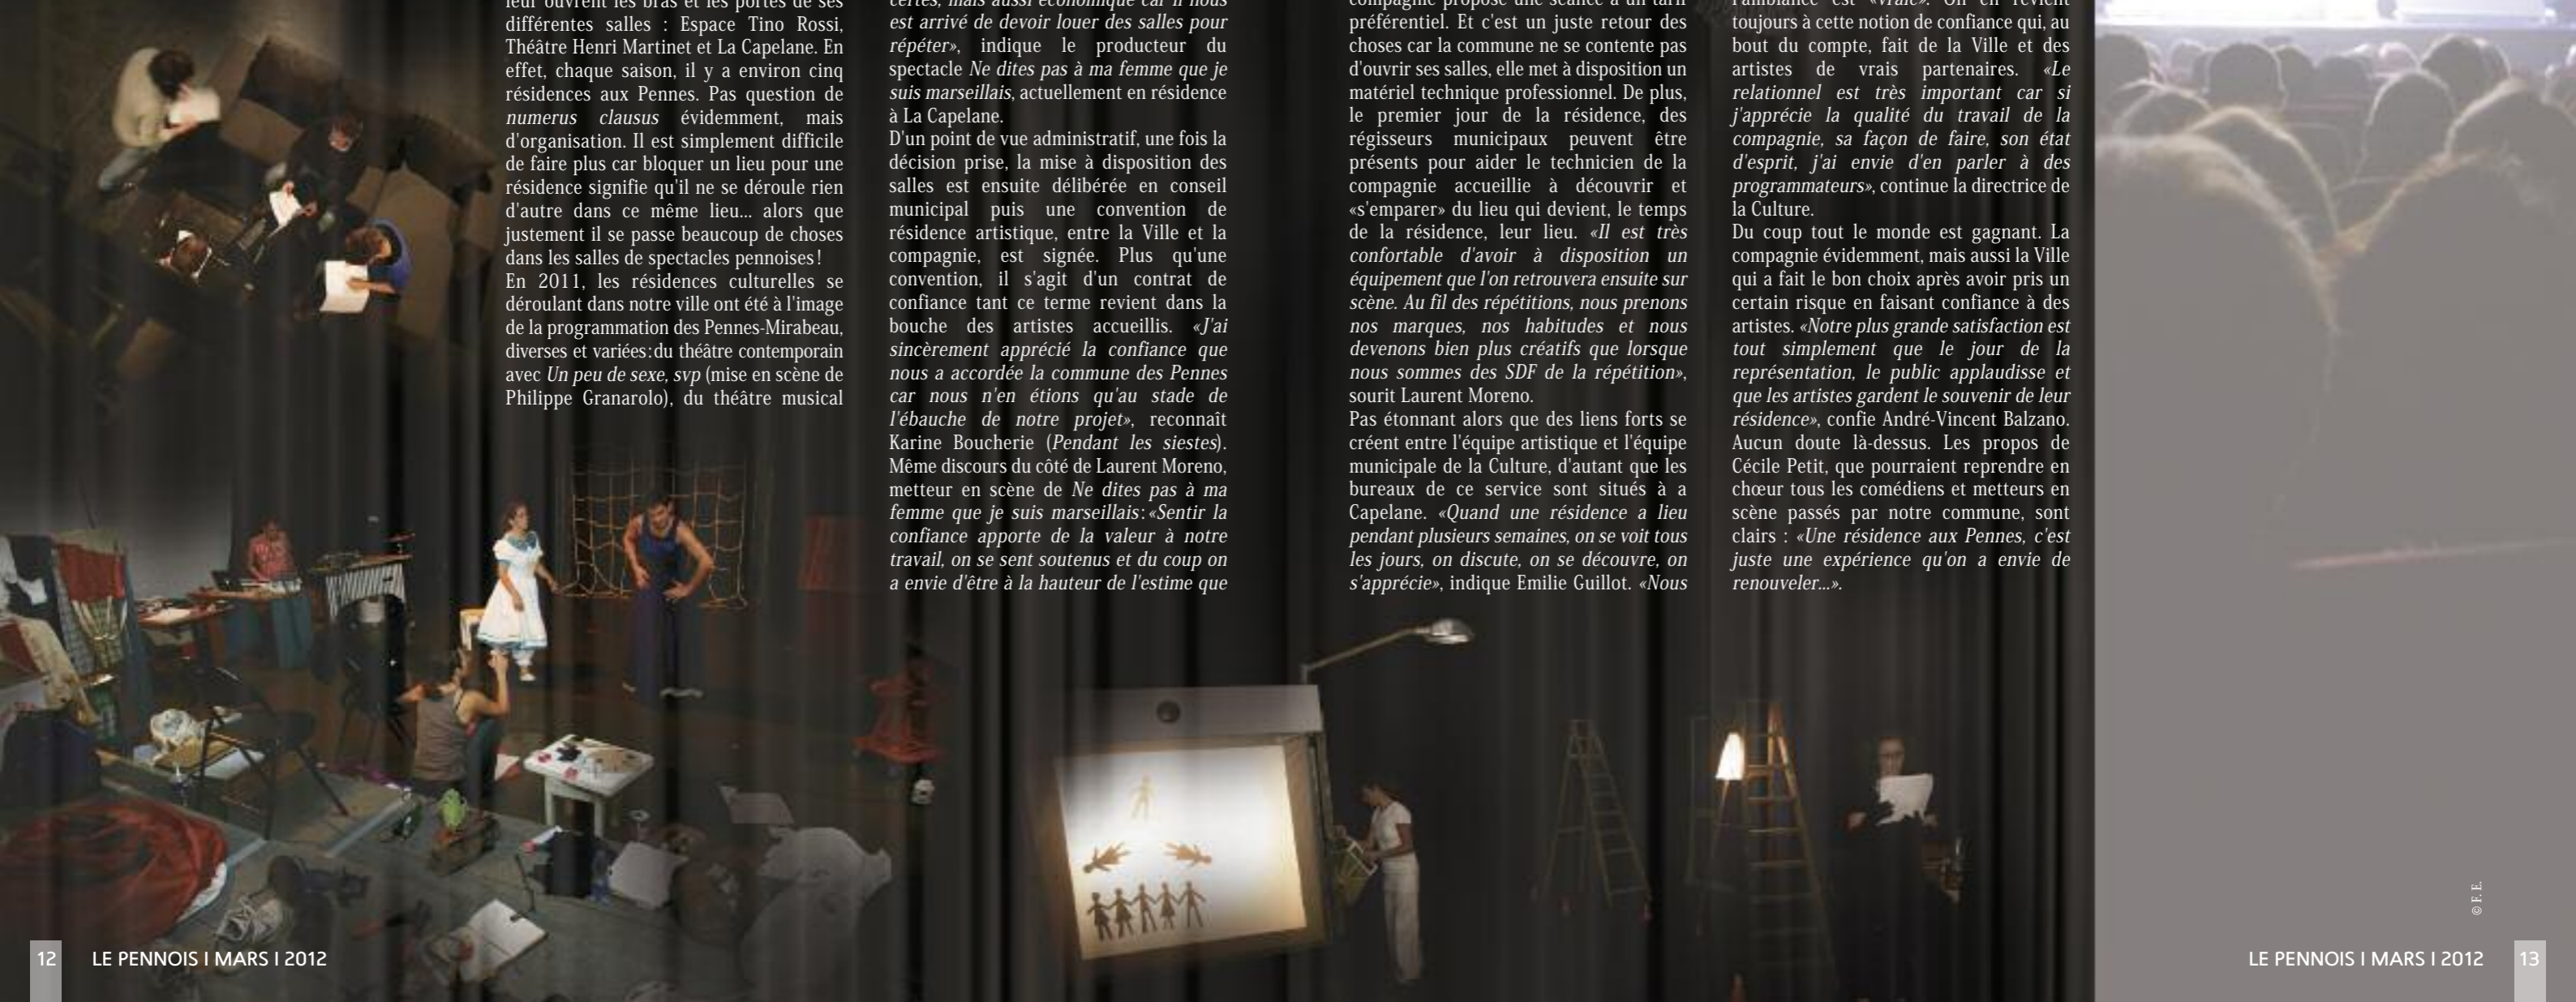 leur ouvrent les bras et les portes de ses
différentes salles : Espace Tino Rossi,
Théâtre Henri Martinet et La Capelane. En
effet, chaque saison, il y a environ cinq
résidences aux Pennes. Pas question de
numerus clausus évidemment, mais
d'organisation. Il est simplement difficile
de faire plus car bloquer un lieu pour une
résidence signifie qu'il ne se déroule rien
d'autre dans ce même lieu... alors que
justement il se passe beaucoup de choses
dans les salles de spectacles pennoises!
En 2011, les résidences culturelles se
déroulant dans notre ville ont été à l'image
de la programmation des Pennes-Mirabeau,
diverses et variées: du théâtre contemporain
avec Un peu de sexe, svp (mise en scène de
Philippe Granarolo), du théâtre musical
certes, mais aussi économique car il nous
est arrivé de devoir louer des salles pour
répéter», indique le producteur du
spectacle Ne dites pas à ma femme que je
suis marseillais, actuellement en résidence
à La Capelane.
D'un point de vue administratif, une fois la
décision prise, la mise à disposition des
salles est ensuite délibérée en conseil
municipal puis une convention de
résidence artistique, entre la Ville et la
compagnie, est signée. Plus qu'une
convention, il s'agit d'un contrat de
confiance tant ce terme revient dans la
bouche des artistes accueillis. «J'ai
sincèrement apprécié la confiance que
nous a accordée la commune des Pennes
car nous n'en étions qu'au stade de
l'ébauche de notre projet», reconnaît
Karine Boucherie (Pendant les siestes).
Même discours du côté de Laurent Moreno,
metteur en scène de Ne dites pas à ma
femme que je suis marseillais: «Sentir la
confiance apporte de la valeur à notre
travail, on se sent soutenus et du coup on
a envie d'être à la hauteur de l'estime que
compagnie propose une séance à un tarif
préférentiel. Et c'est un juste retour des
choses car la commune ne se contente pas
d'ouvrir ses salles, elle met à disposition un
matériel technique professionnel. De plus,
le premier jour de la résidence, des
régisseurs municipaux peuvent être
présents pour aider le technicien de la
compagnie accueillie à découvrir et
«s'emparer» du lieu qui devient, le temps
de la résidence, leur lieu. «Il est très
confortable d'avoir à disposition un
équipement que l'on retrouvera ensuite sur
scène. Au fil des répétitions, nous prenons
nos marques, nos habitudes et nous
devenons bien plus créatifs que lorsque
nous sommes des SDF de la répétition»,
sourit Laurent Moreno.
Pas étonnant alors que des liens forts se
créent entre l'équipe artistique et l'équipe
municipale de la Culture, d'autant que les
bureaux de ce service sont situés à a
Capelane. «Quand une résidence a lieu
pendant plusieurs semaines, on se voit tous
les jours, on discute, on se découvre, on
s'apprécie», indique Emilie Guillot. «Nous
l'ambiance est «vraie». On en revient
toujours à cette notion de confiance qui, au
bout du compte, fait de la Ville et des
artistes de vrais partenaires. «Le
relationnel est très important car si
j'apprécie la qualité du travail de la
compagnie, sa façon de faire, son état
d'esprit, j'ai envie d'en parler à des
programmateurs», continue la directrice de
la Culture.
Du coup tout le monde est gagnant. La
compagnie évidemment, mais aussi la Ville
qui a fait le bon choix après avoir pris un
certain risque en faisant confiance à des
artistes. «Notre plus grande satisfaction est
tout simplement que le jour de la
représentation, le public applaudisse et
que les artistes gardent le souvenir de leur
résidence», confie André-Vincent Balzano.
Aucun doute là-dessus. Les propos de
Cécile Petit, que pourraient reprendre en
chœur tous les comédiens et metteurs en
scène passés par notre commune, sont
clairs : «Une résidence aux Pennes, c'est
juste une expérience qu'on a envie de
renouveler...».
© F. E.
12 LE PENNOIS I MARS I 2012
LE PENNOIS I MARS I 2012 13